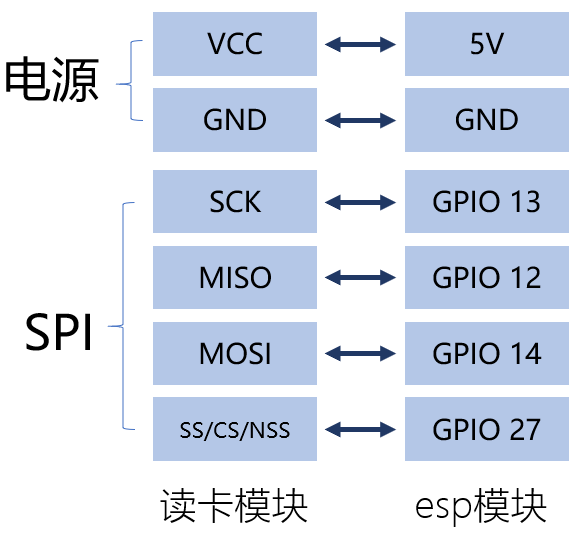 电源
VCC 5V
GND GND
SPI
SCK GPIO 13
MISO GPIO 12
MOSI GPIO 14
SS/CS/NSS GPIO 27
读卡模块 esp模块